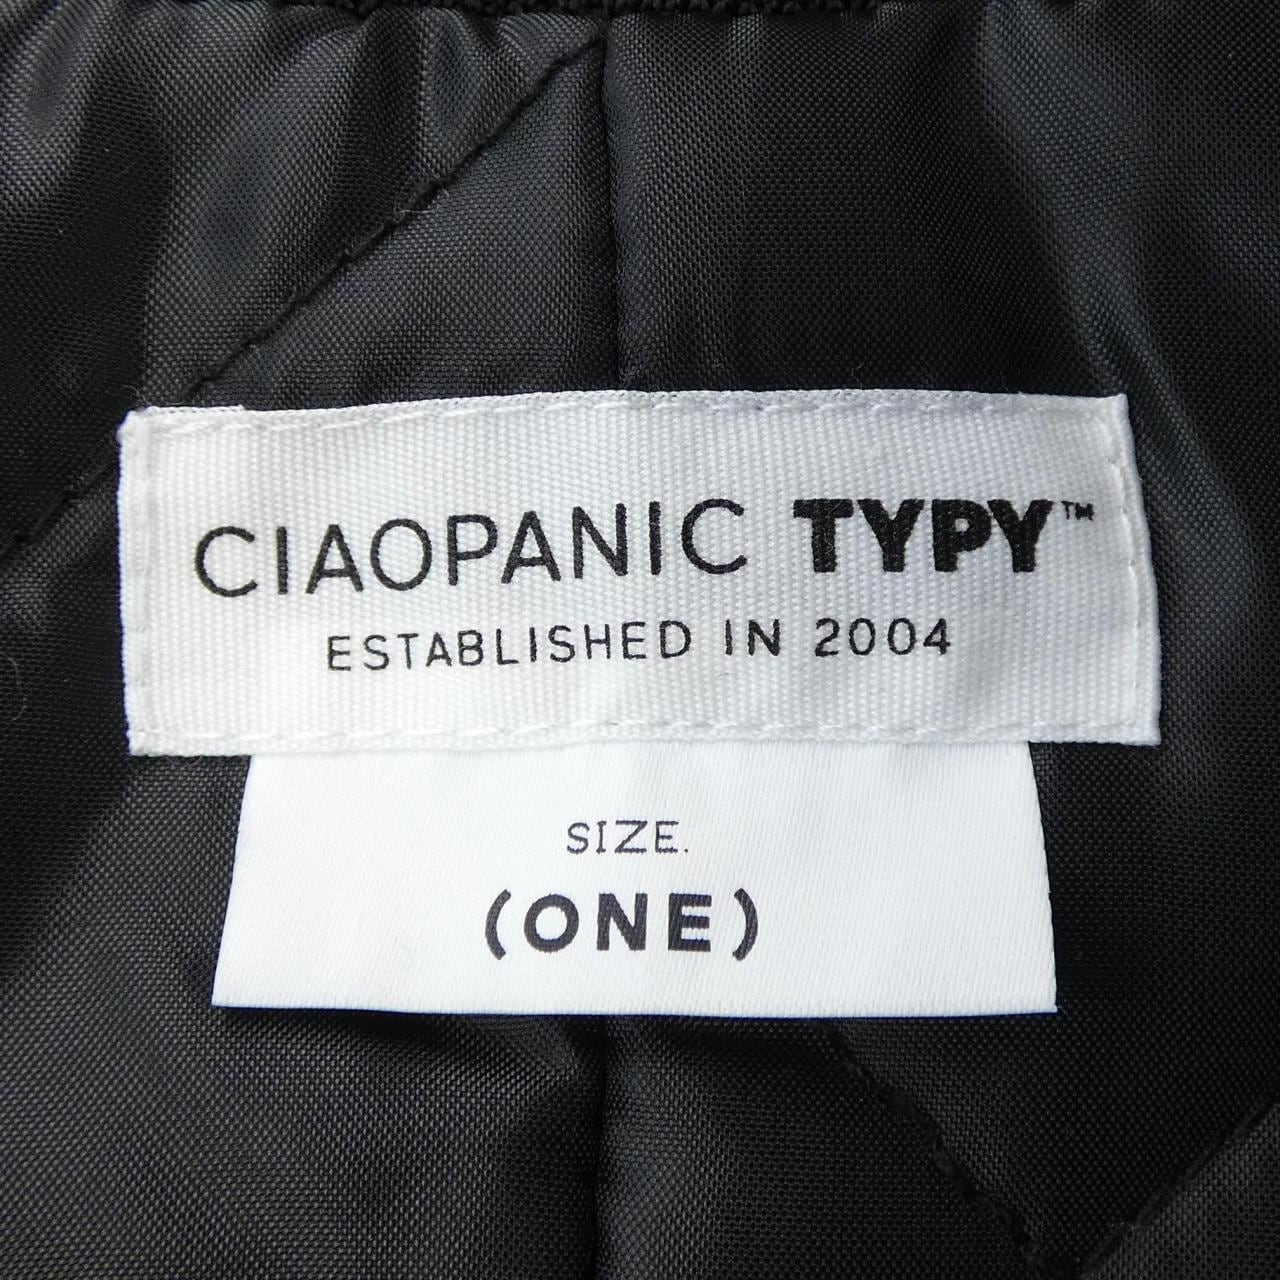 CIAOPANIC TYPY™
ESTABLISHED IN 2004
SIZE.
(ONE)